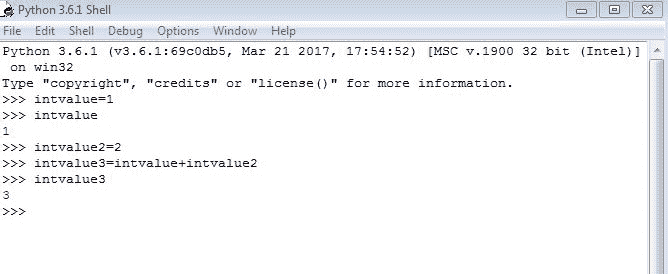 Python 3.6.1 Shell
File Edit Shell Debug Options Window Help
Python 3.6.1 (v3.6.1:69c0db5, Mar 21 2017, 17:54:52) [MSC v.1900 32 bit (Intel)]
 on win32
Type "copyright", "credits" or "license()" for more information.
>>> intvalue=1
>>> intvalue
1
>>> intvalue2=2
>>> intvalue3=intvalue+intvalue2
>>> intvalue3
3
>>>